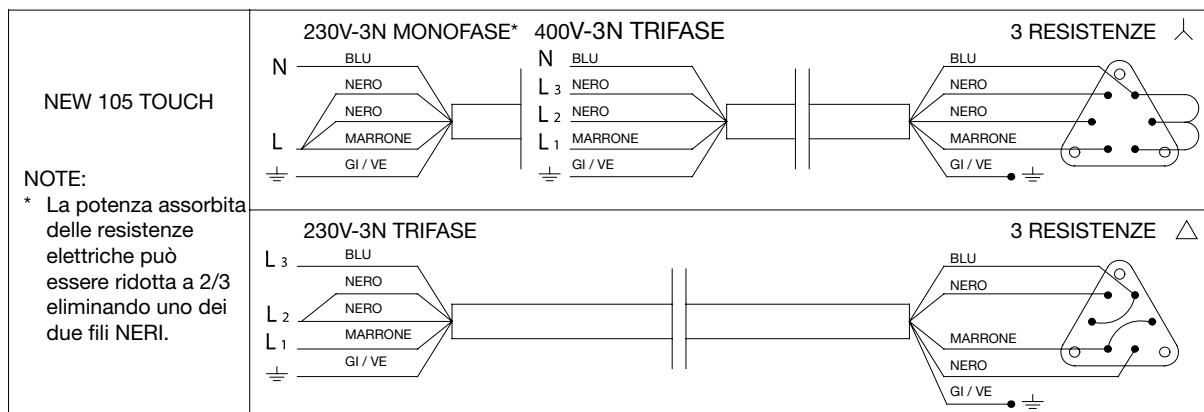 NEW 105 TOUCH
NOTE:
* La potenza assorbita
delle resistenze
elettriche può
essere ridotta a 2/3
eliminando uno dei
due fili NERI.
230V-3N MONOFASE*
N
BLU
NERO
NERO
L
MARRONE
GI / VE
400V-3N TRIFASE
N
BLU
L 3
NERO
L 2
NERO
L 1
MARRONE
GI / VE
3 RESISTENZE
BLU
NERO
NERO
MARRONE
GI / VE
230V-3N TRIFASE
L 3
BLU
NERO
L 2
NERO
L 1
MARRONE
GI / VE
3 RESISTENZE
BLU
NERO
MARRONE
NERO
GI / VE